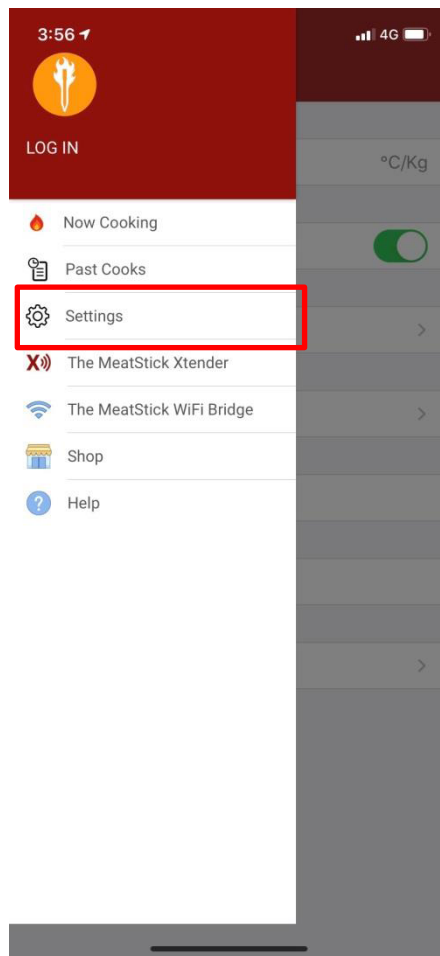 3:56
4G
LOG IN
°C/Kg
Now Cooking
Past Cooks
Settings
X
The MeatStick Xtender
The MeatStick WiFi Bridge
Shop
?
Help